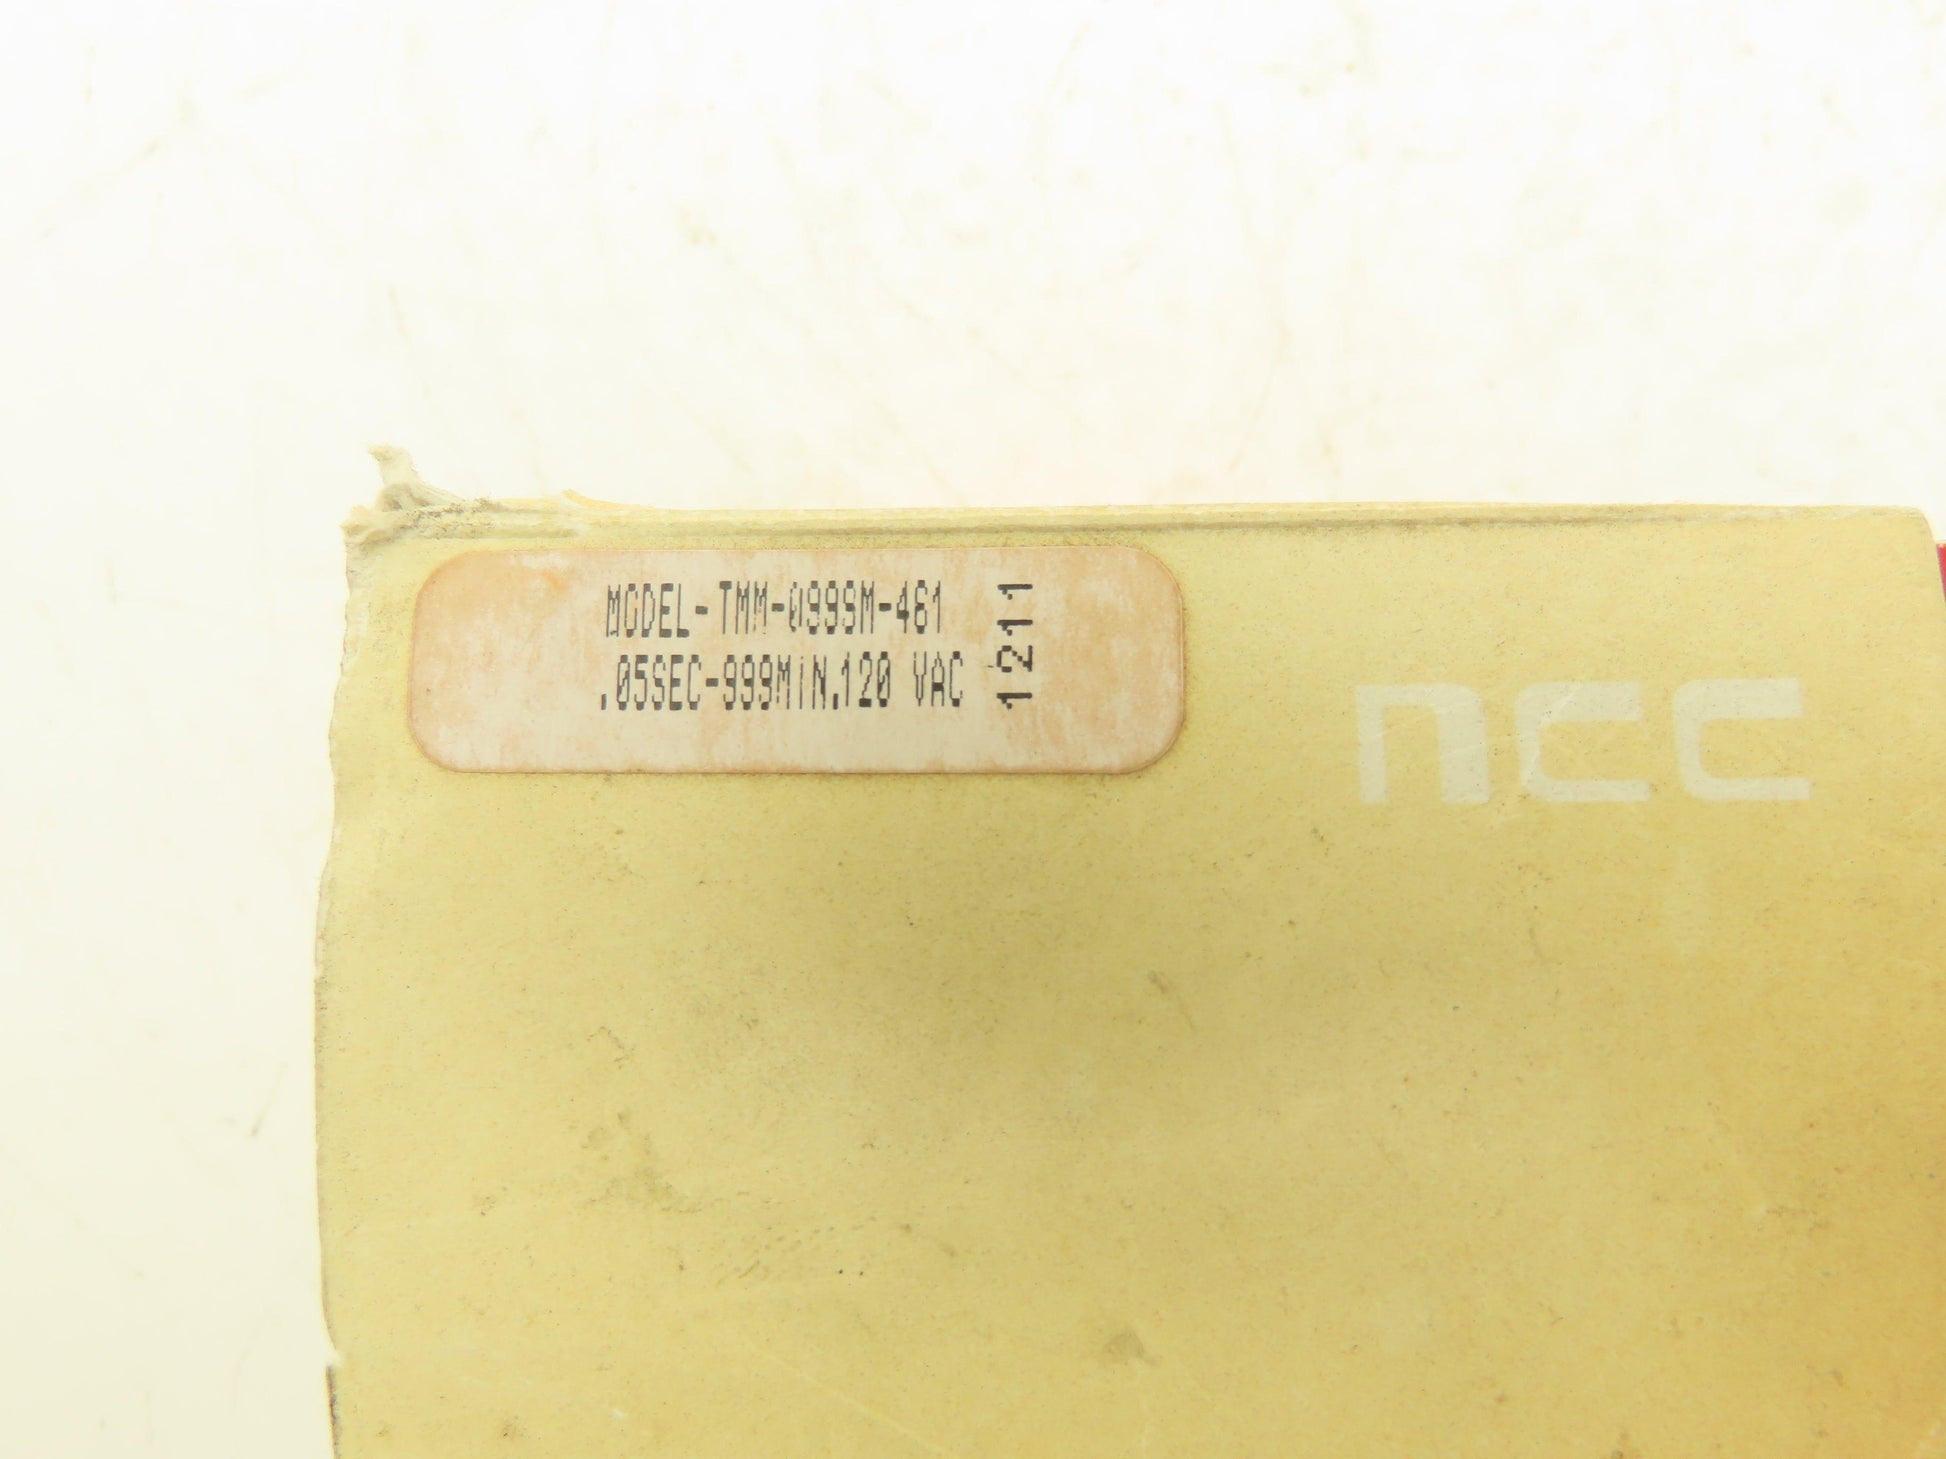 MODEL-TMM-0999M-461
.05SEC-999MIN.120 VAC
1211
ncc